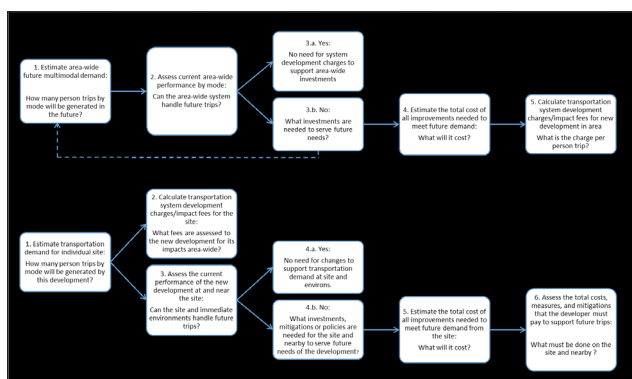 1. Estimate area-wide
future multimodal demand:
How many person trips by
mode will be generated in
the future?
2. Assess current area-wide
performance by mode:
Can the area-wide system
handle future trips?
3.a. Yes:
No need for system
development charges to
support area-wide
investments
3.b. No:
What investments are
needed to serve future
needs?
4. Estimate the total cost of
all improvements needed to
meet future demand:
What will it cost?
5. Calculate transportation
system development
charges/impact fees for new
development in area
What is the charge per
person trip?
1. Estimate transportation
demand for individual site:
How many person trips by
mode will be generated by
this development?
2. Calculate transportation
system development
charges/impact fees for the
site:
What fees are assessed to
the new development for its
impacts area-wide?
3. Assess the current
performance of the new
development at and near
the site:
Can the site and immediate
environments handle future
trips?
4.a. Yes:
No need for changes to
support transportation
demand at site and
environs.
4.b. No:
What investments,
mitigations or policies are
needed for the site and
nearby to serve future
needs of the development?
5. Estimate the total cost of
all improvements needed to
meet future demand from
the site:
What will it cost?
6. Assess the total costs,
measures, and mitigations
that the developer must
pay to support future trips:
What must be done on the
site and nearby ?